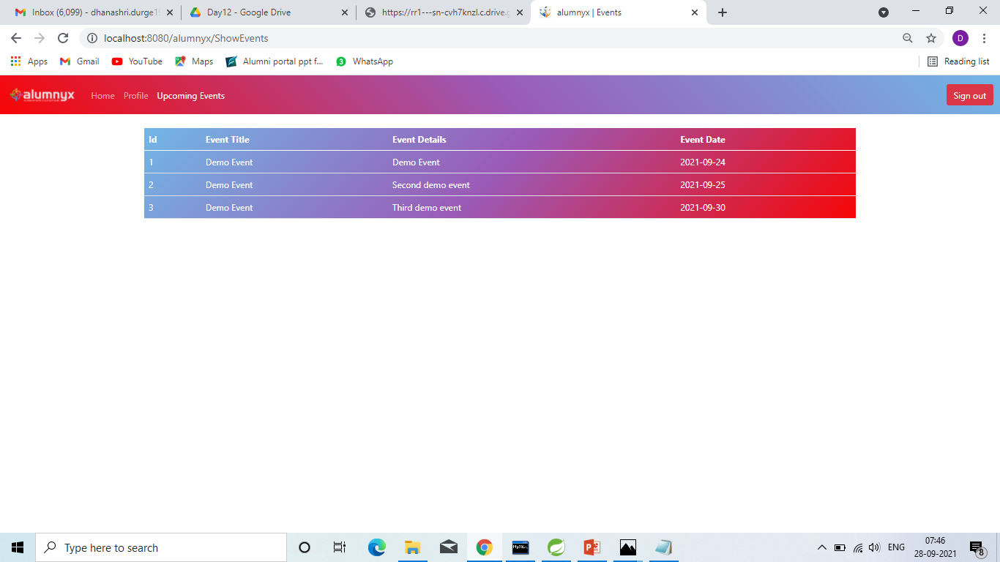 Inbox (6,099) - dhanashri.durge1 Day12 - Google Drive https://rr1---sn-cvh7knzl.c.drive.g alumnyx | Events
localhost:8080/alumnyx/ShowEvents D
Apps Gmail YouTube Maps Alumni portal ppt f... 3 WhatsApp Reading list
alumnyx Home Profile Upcoming Events Sign out
Id Event Title Event Details Event Date
1 Demo Event Demo Event 2021-09-24
2 Demo Event Second demo event 2021-09-25
3 Demo Event Third demo event 2021-09-30
Type here to search MySQL ENG 07:46
28-09-2021 8